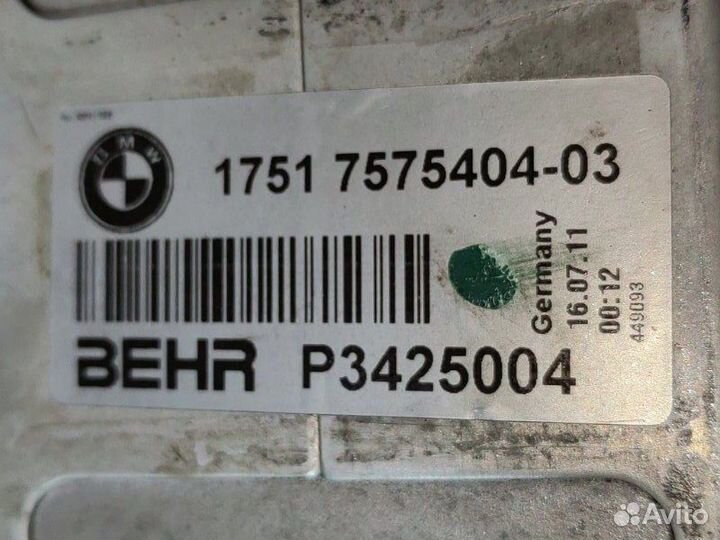 BMW
1751 7575404-03
Germany
16.07.11
00:12
449093
BEHR P3425004
Avito